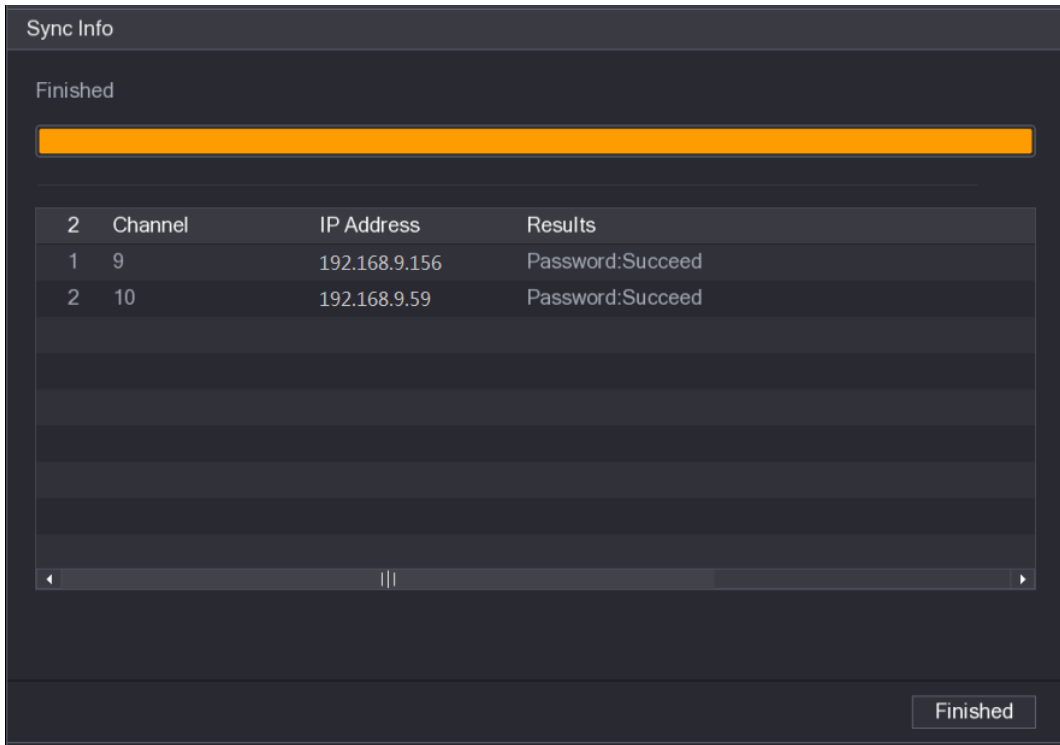 Sync Info
Finished
2 Channel IP Address Results
1 9 192.168.9.156 Password:Succeed
2 10 192.168.9.59 Password:Succeed
Finished